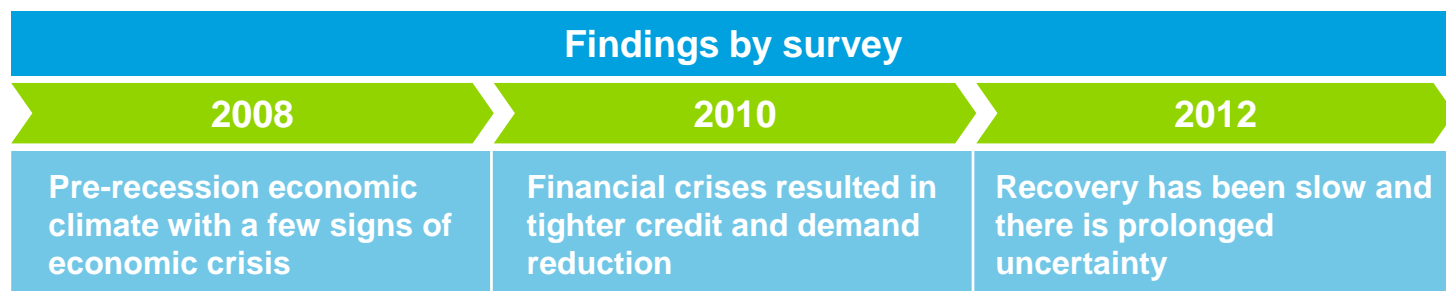 Findings by survey
2008
2010
2012
Pre-recession economic
climate with a few signs of
economic crisis
Financial crises resulted in
tighter credit and demand
reduction
Recovery has been slow and
there is prolonged
uncertainty